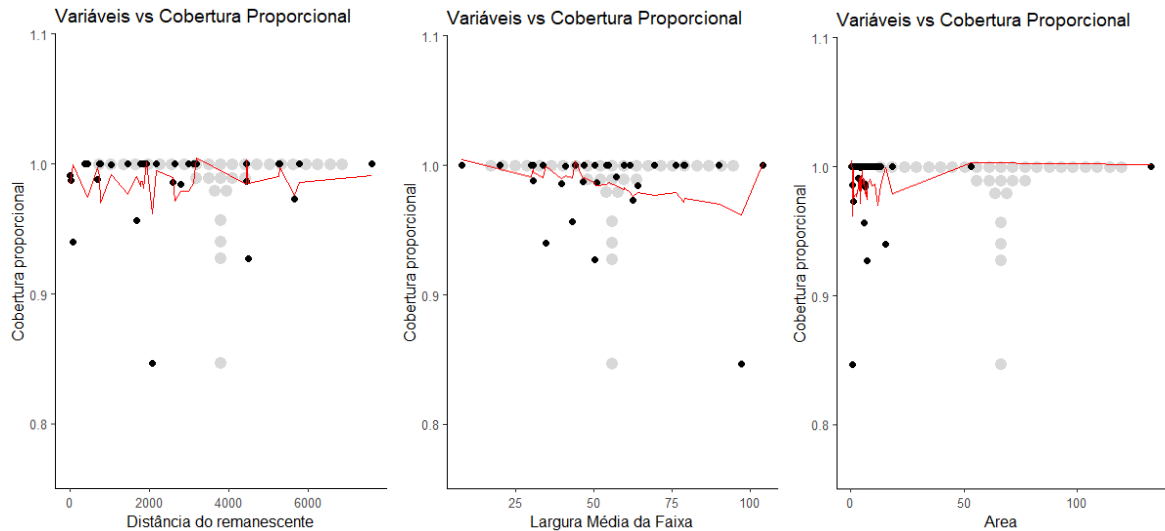 Variáveis vs Cobertura Proporcional
1.1
1.0
0.9
0.8
Cobertura proporcional
0
2000
4000
6000
Distância do remanescente
Variáveis vs Cobertura Proporcional
1.1
1.0
0.9
0.8
Cobertura proporcional
25
50
75
100
Largura Média da Faixa
Variáveis vs Cobertura Proporcional
1.1
1.0
0.9
0.8
Cobertura proporcional
0
50
100
Area